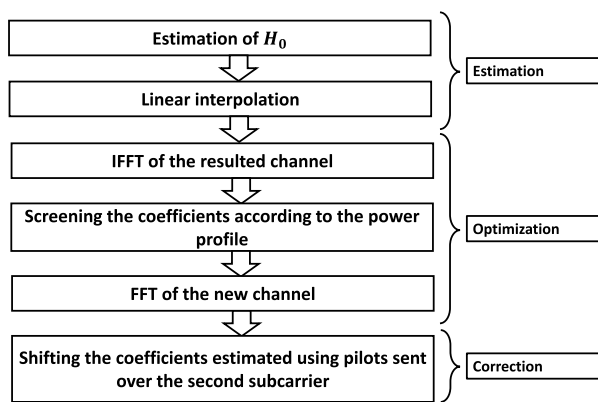 Estimation of H₀
Estimation
Linear interpolation
IFFT of the resulted channel
Screening the coefficients according to the power
profile
Optimization
FFT of the new channel
Shifting the coefficients estimated using pilots sent
over the second subcarrier
Correction